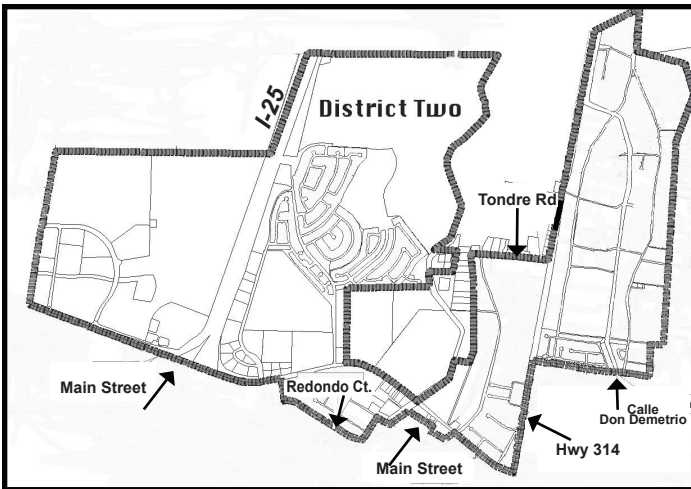 I-25
District Two
Tondre Rd
Main Street
Redondo Ct.
Main Street
Hwy 314
Calle
Don Demetrio